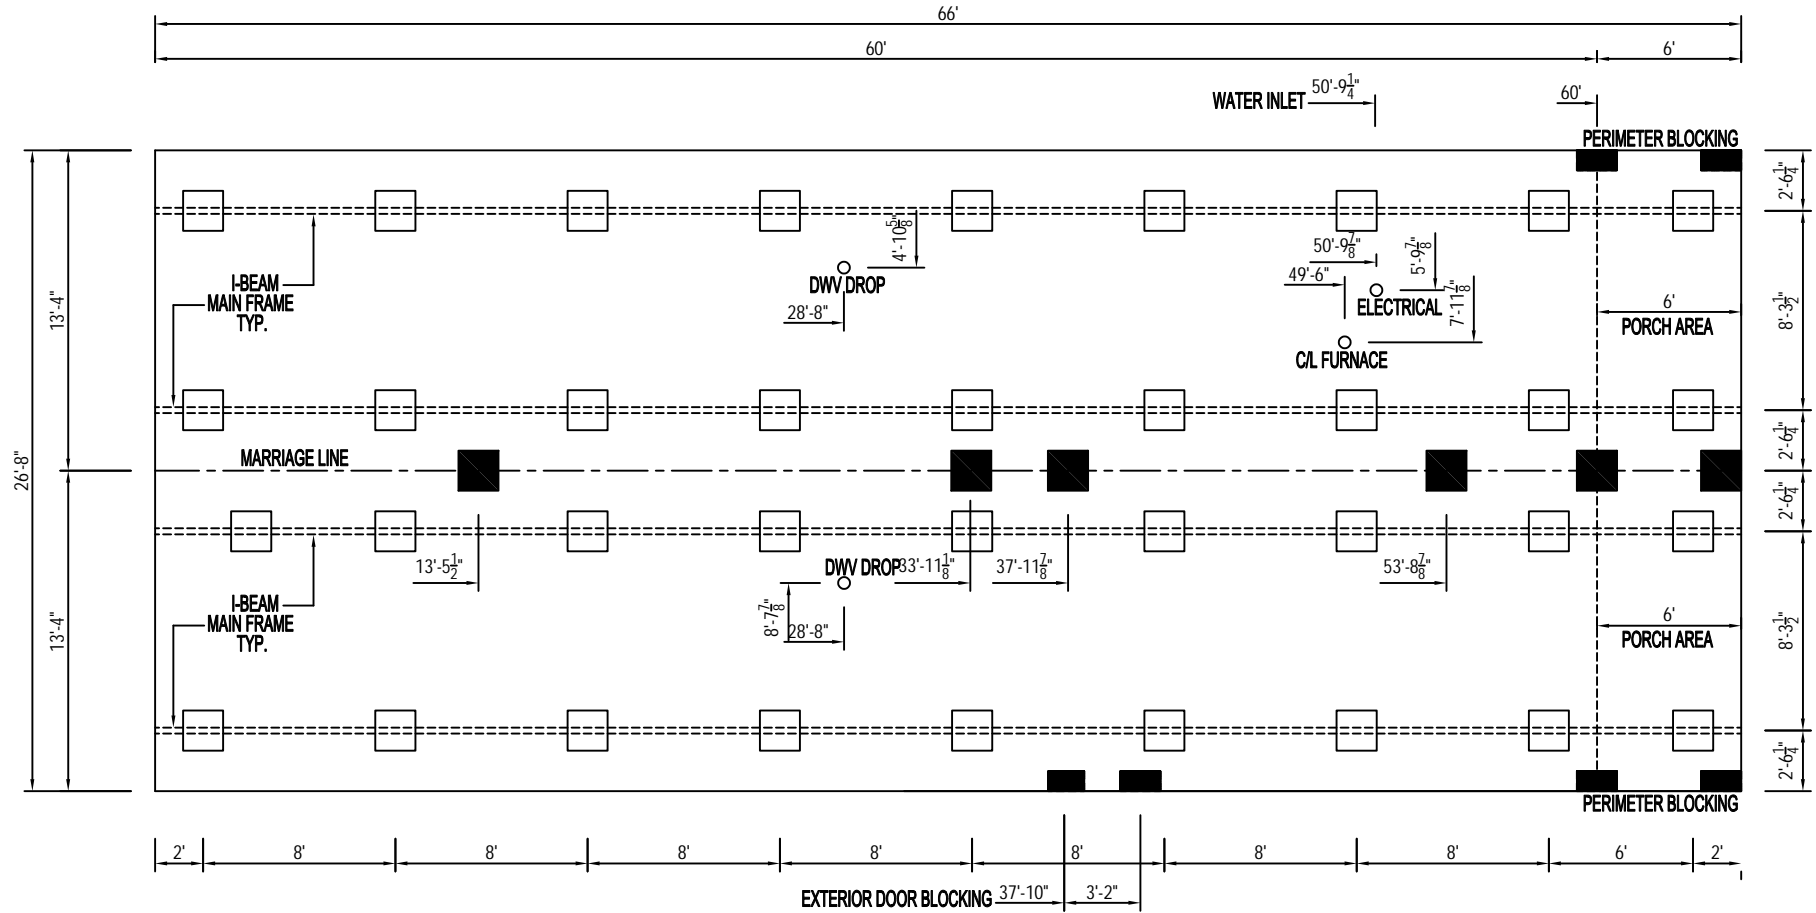 66'
60'
6'
WATER INLET 50'-9 1/4"
60'
PERIMETER BLOCKING
2'-6 1/4"
4'-10 5/8"
50'-9 7/8"
5'-9 7/8"
49'-6"
I-BEAM
MAIN FRAME
TYP.
DWV DROP
28'-8"
ELECTRICAL
7'-11 7/8"
6'
PORCH AREA
8'-3 1/2"
C/L FURNACE
13'-4"
26'-8"
MARRIAGE LINE
2'-6 1/4"
2'-6 1/4"
13'-5 1/2"
DWV DROP
33'-11 1/8"
37'-11 7/8"
53'-8 7/8"
I-BEAM
MAIN FRAME
TYP.
13'-4"
8'-7 7/8"
28'-8"
6'
PORCH AREA
8'-3 1/2"
2'-6 1/4"
PERIMETER BLOCKING
2'
8'
8'
8'
8'
8'
8'
8'
6'
2'
EXTERIOR DOOR BLOCKING 37'-10"
3'-2"